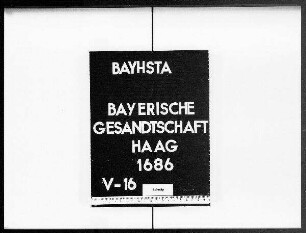 BAYHSTA
BAYERISCHE
GESANDTSCHAFT
HAAG
1686
V-16